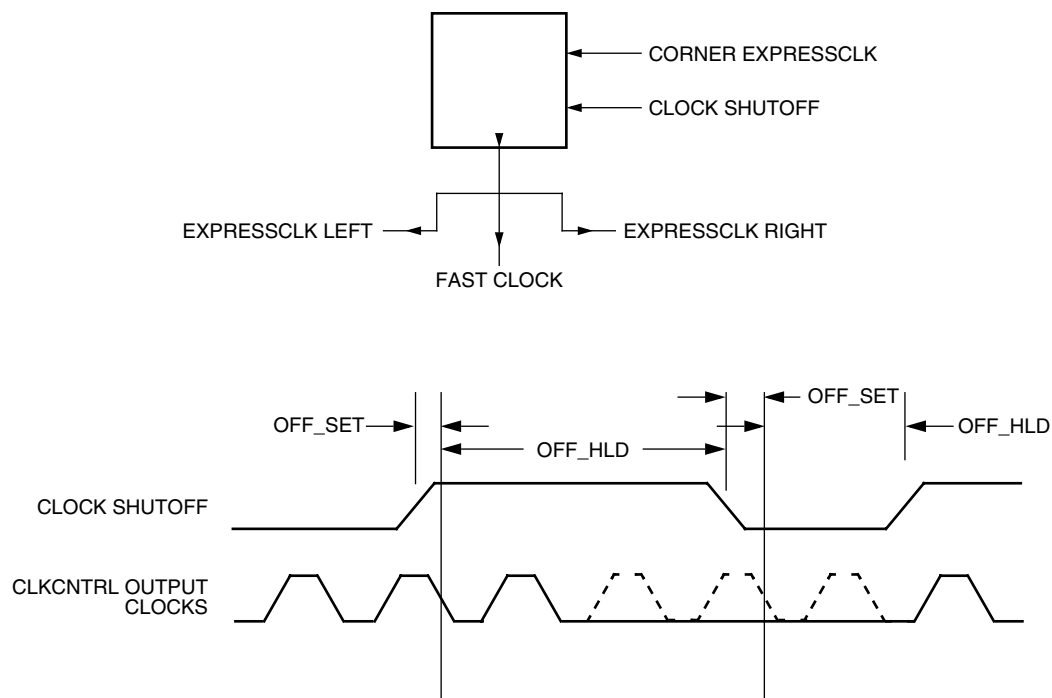 CORNER EXPRESSCLK
CLOCK SHUTOFF
EXPRESSCLK LEFT
EXPRESSCLK RIGHT
FAST CLOCK
OFF_SET
OFF_SET
OFF_HLD
OFF_HLD
CLOCK SHUTOFF
CLKCNTRL OUTPUT
CLOCKS